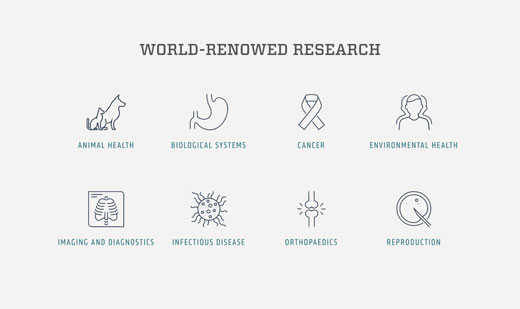 WORLD-RENOWED RESEARCH
ANIMAL HEALTH
BIOLOGICAL SYSTEMS
CANCER
ENVIRONMENTAL HEALTH
IMAGING AND DIAGNOSTICS
INFECTIOUS DISEASE
ORTHOPAEDICS
REPRODUCTION